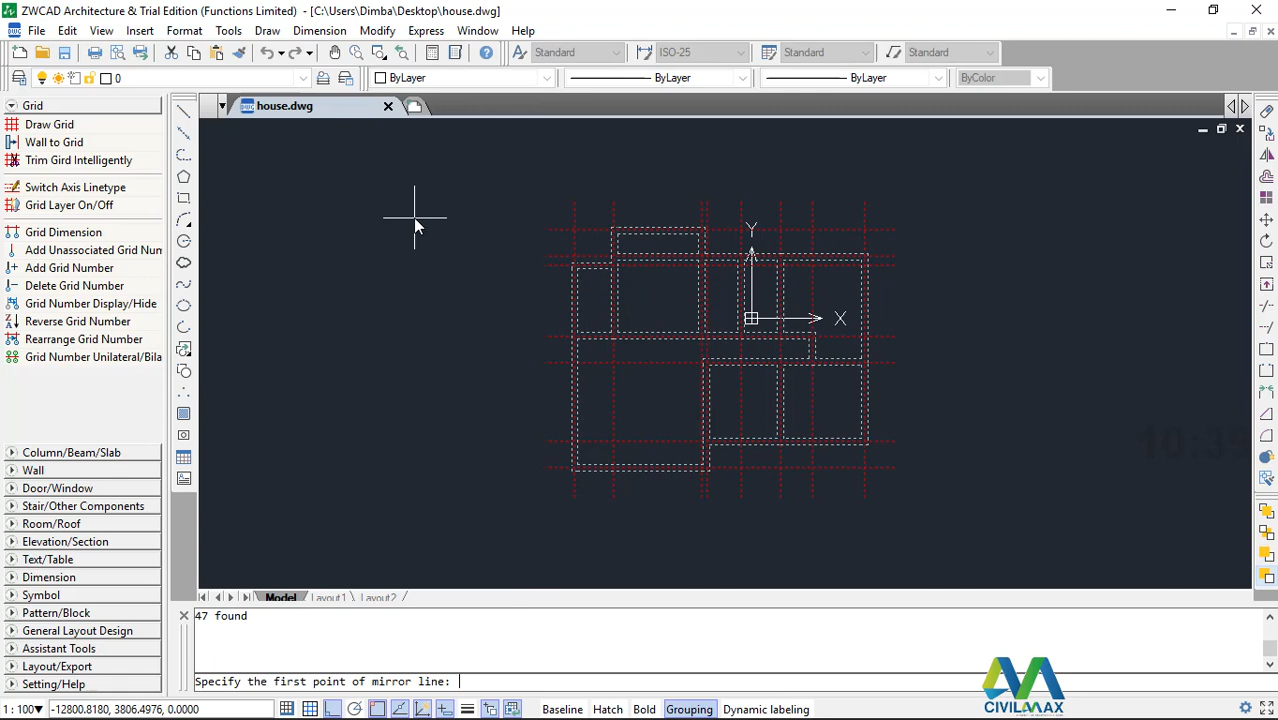 ZWCAD Architecture & Trial Edition (Functions Limited) - [C:\Users\Dimba\Desktop\house.dwg]
File Edit View Insert Format Tools Draw Dimension Modify Express Window Help
Standard ISO-25 Standard Standard
0 ByLayer ByLayer ByLayer ByColor
Grid
house.dwg
Draw Grid
Wall to Grid
Trim Gird Intelligently
Switch Axis Linetype
Grid Layer On/Off
Grid Dimension
Add Unassociated Grid Num
Add Grid Number
Delete Grid Number
Grid Number Display/Hide
Reverse Grid Number
Rearrange Grid Number
Grid Number Unilateral/Bila
Y
X
10:39
Column/Beam/Slab
Wall
Door/Window
Stair/Other Components
Room/Roof
Elevation/Section
Text/Table
Dimension
Symbol
Pattern/Block
General Layout Design
Assistant Tools
Layout/Export
Setting/Help
Model Layout1 Layout2
47 found
Specify the first point of mirror line:
CIVILMAX
1 : 100 -12800.8180, 3806.4976, 0.0000 Baseline Hatch Bold Grouping Dynamic labeling